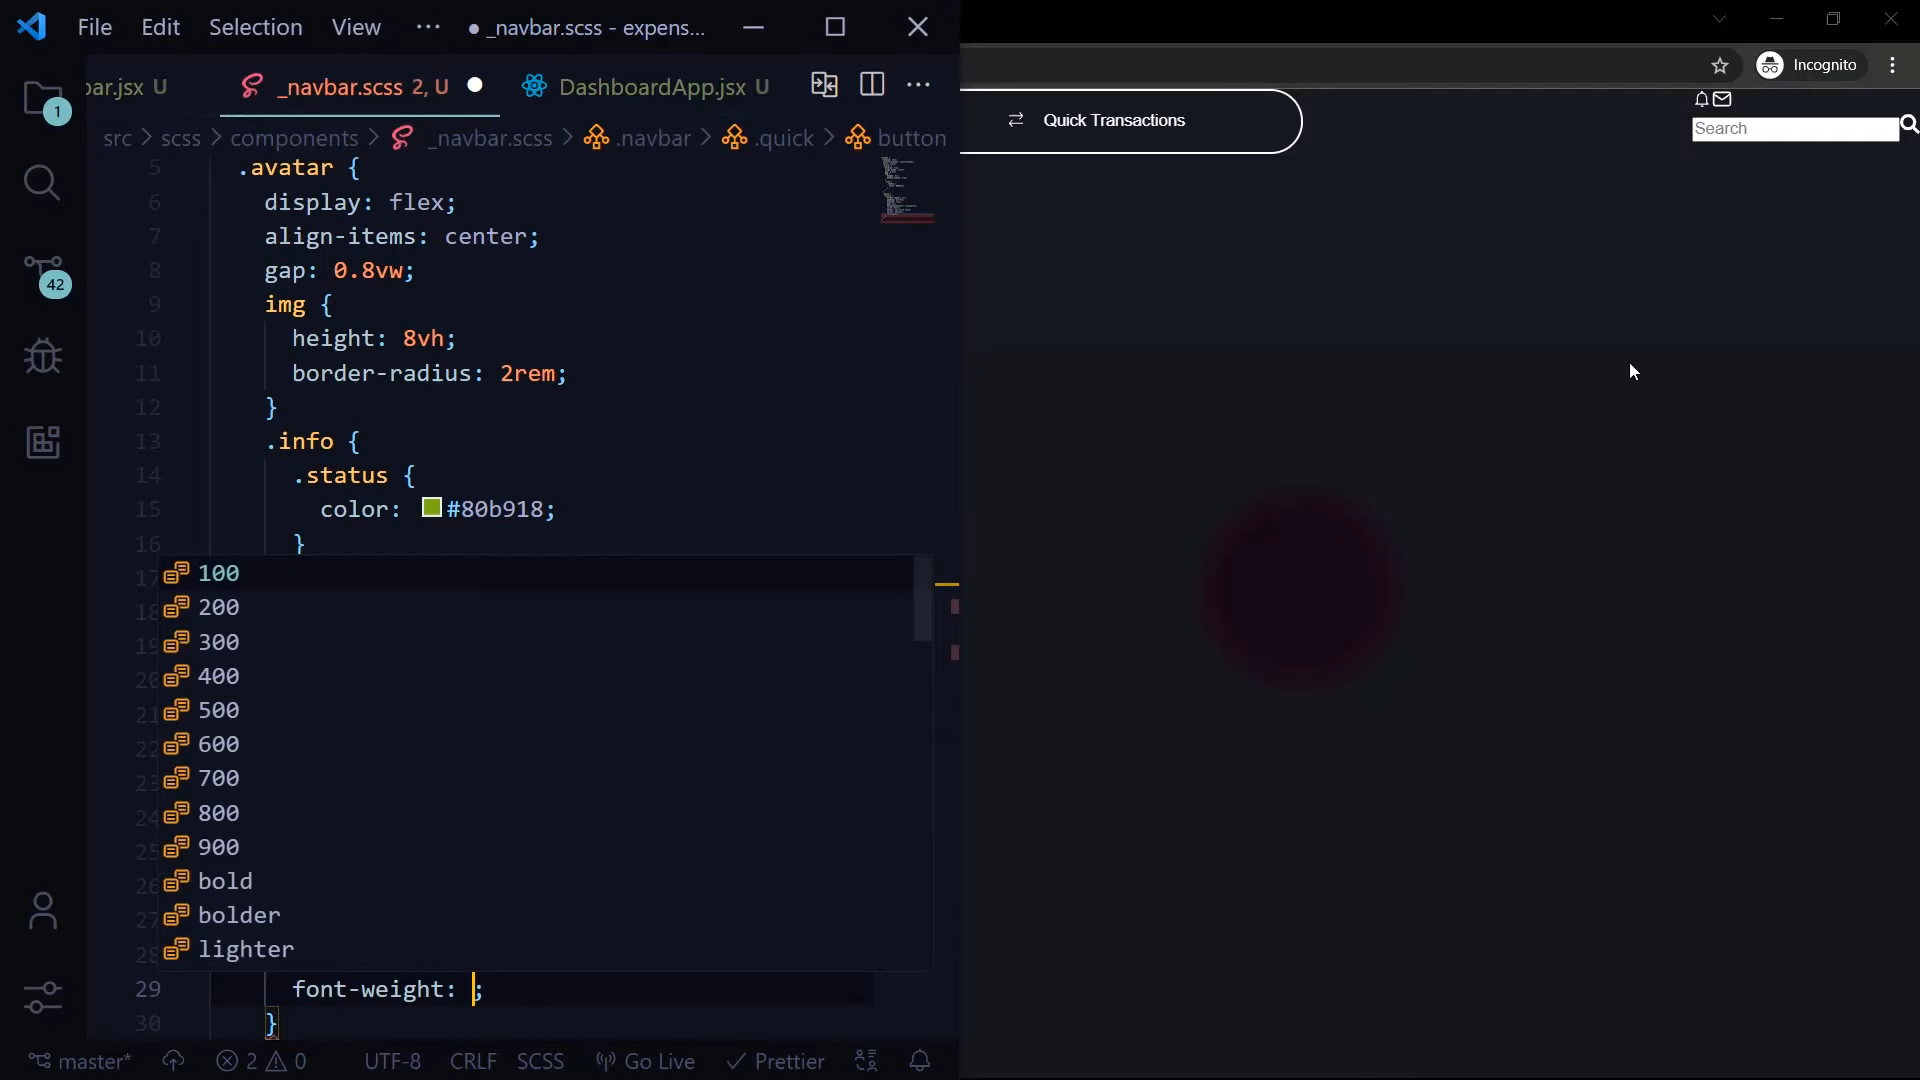 File Edit Selection View ··· ● _navbar.scss - expens...
bar.jsx U _navbar.scss 2, U ● DashboardApp.jsx U ···
src > scss > components > _navbar.scss > .navbar > .quick > button
5 .avatar {
6 display: flex;
7 align-items: center;
8 gap: 0.8vw;
9 img {
10 height: 8vh;
11 border-radius: 2rem;
12 }
13 .info {
14 .status {
15 color: #80b918;
16 }
100
200
300
400
500
600
700
800
900
bold
bolder
lighter
29 font-weight: ;
30 }
1
42
master* 2 0 UTF-8 CRLF SCSS Go Live Prettier
Incognito
Quick Transactions
Search